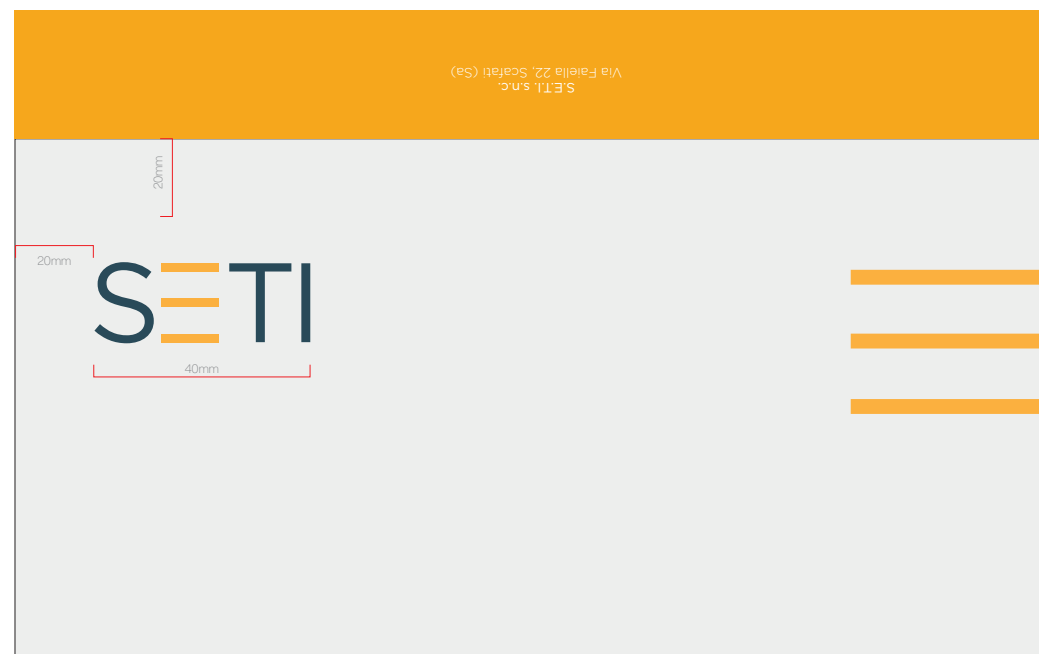 S.E.T.I. s.n.c.
Via Faiella 22, Scafati (Sa)
20mm
20mm
SETI
40mm